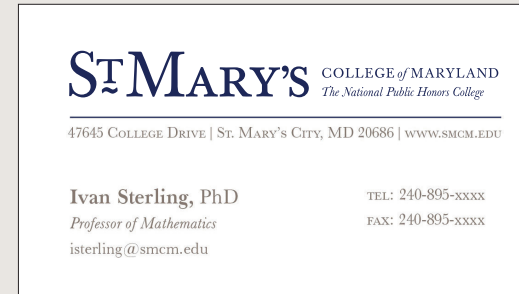 ST MARY'S COLLEGE of MARYLAND
The National Public Honors College
47645 COLLEGE DRIVE | ST. MARY'S CITY, MD 20686 | WWW.SMCM.EDU
Ivan Sterling, PhD
Professor of Mathematics
isterling@smcm.edu
TEL: 240-895-xxxx
FAX: 240-895-xxxx